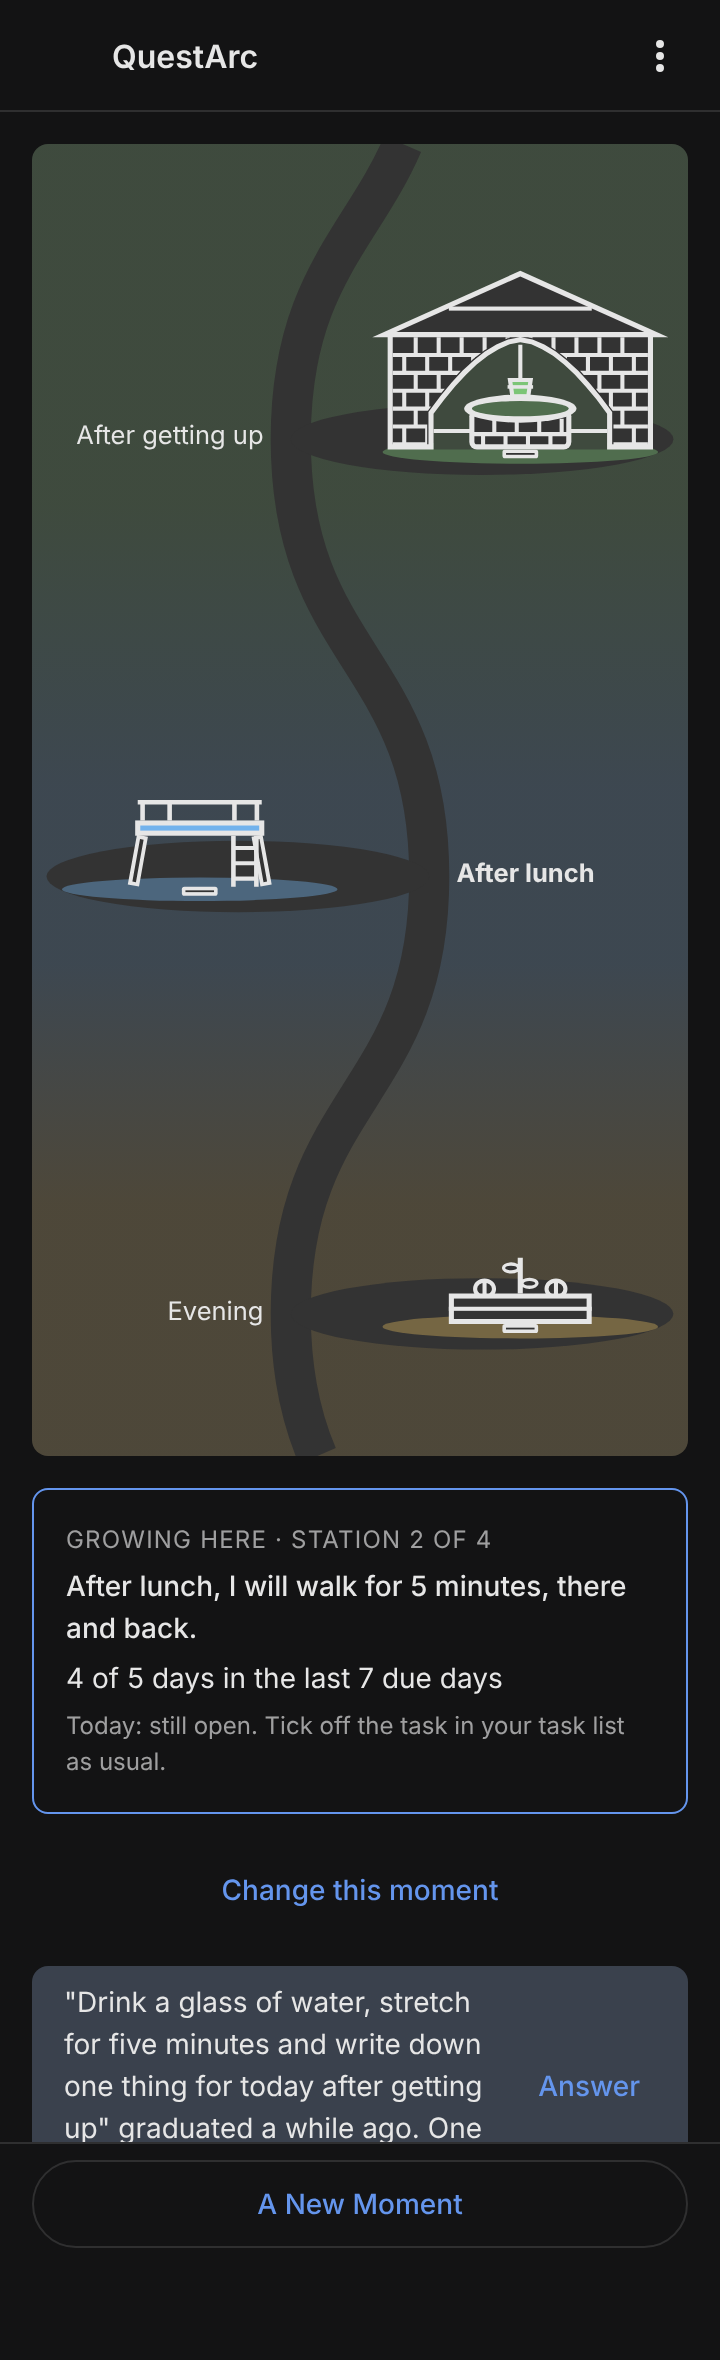 QuestArc
After getting up
After lunch
Evening
GROWING HERE · STATION 2 OF 4
After lunch, I will walk for 5 minutes, there
and back.
4 of 5 days in the last 7 due days
Today: still open. Tick off the task in your task list
as usual.
Change this moment
"Drink a glass of water, stretch
for five minutes and write down
one thing for today after getting
up" graduated a while ago. One
Answer
A New Moment